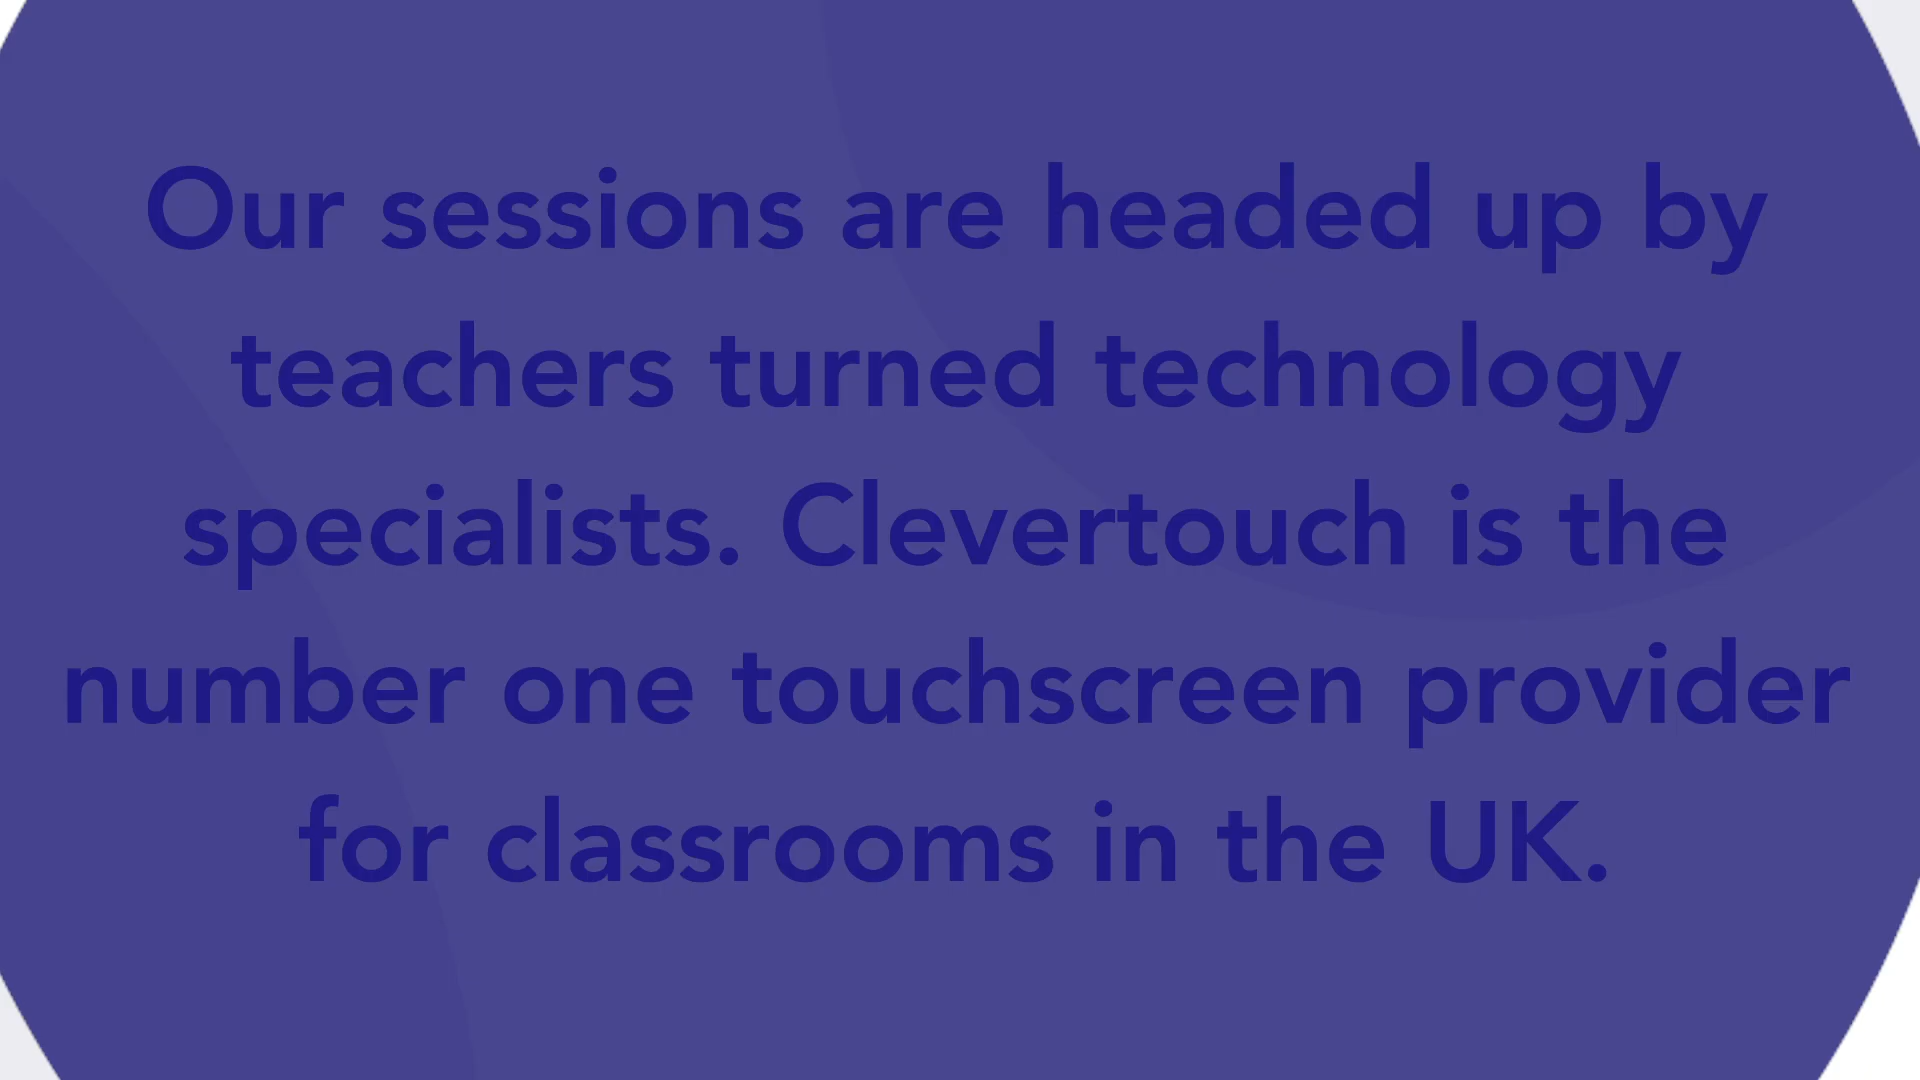 Our sessions are headed up by
teachers turned technology
specialists. Clevertouch is the
number one touchscreen provider
for classrooms in the UK.